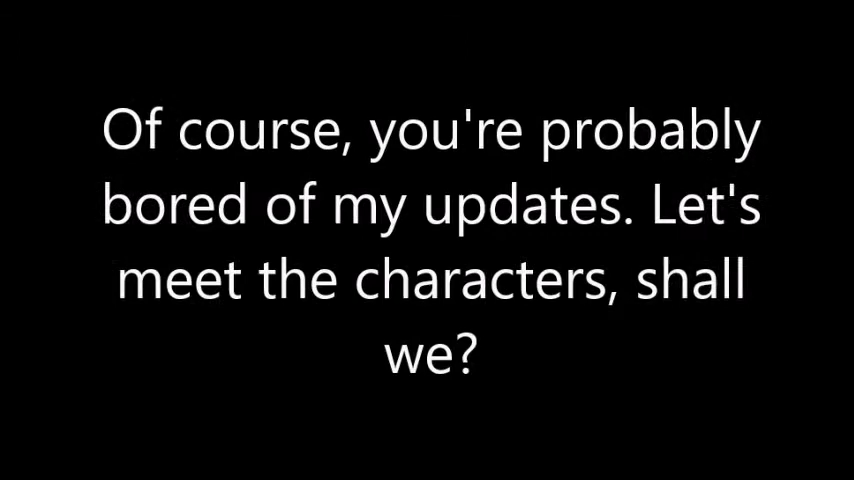 Of course, you're probably
bored of my updates. Let's
meet the characters, shall
we?